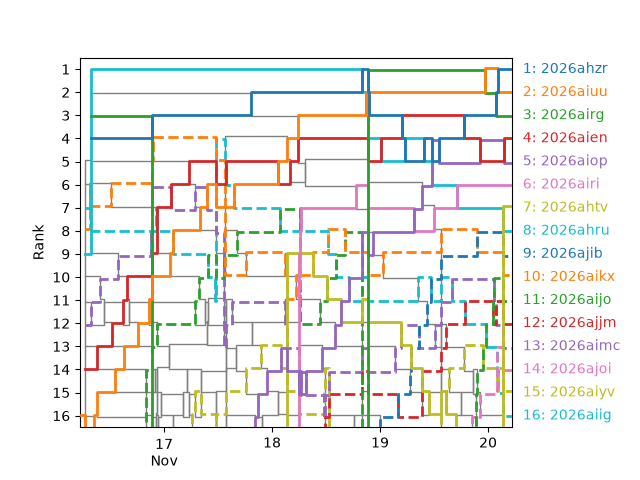 1
2
3
4
5
6
7
8
9
10
11
12
13
14
15
16
Rank
17
18
19
20
Nov
1: 2026ahzr
2: 2026aiuu
3: 2026airg
4: 2026aien
5: 2026aiop
6: 2026airi
7: 2026ahtv
8: 2026ahru
9: 2026ajib
10: 2026aikx
11: 2026aijo
12: 2026ajjm
13: 2026aimc
14: 2026ajoi
15: 2026aiyv
16: 2026aiig